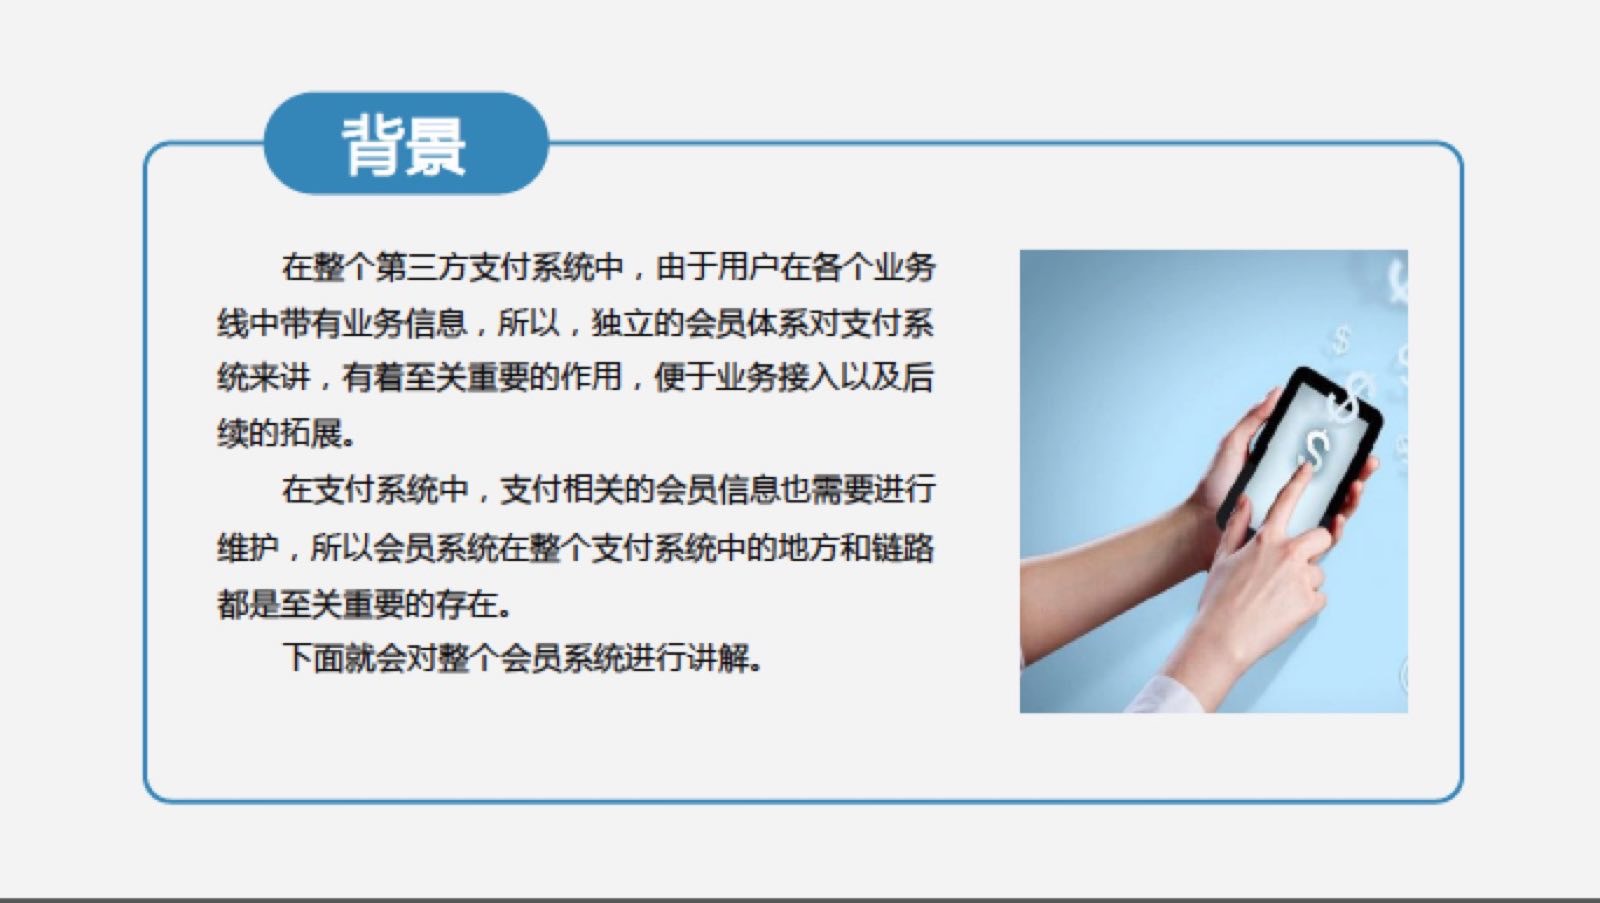 背景
在整个第三方支付系统中，由于用户在各个业务
线中带有业务信息，所以，独立的会员体系对支付系
统来讲，有着至关重要的作用，便于业务接入以及后
续的拓展。
在支付系统中，支付相关的会员信息也需要进行
维护，所以会员系统在整个支付系统中的地方和链路
都是至关重要的存在。
下面就会对整个会员系统进行讲解。